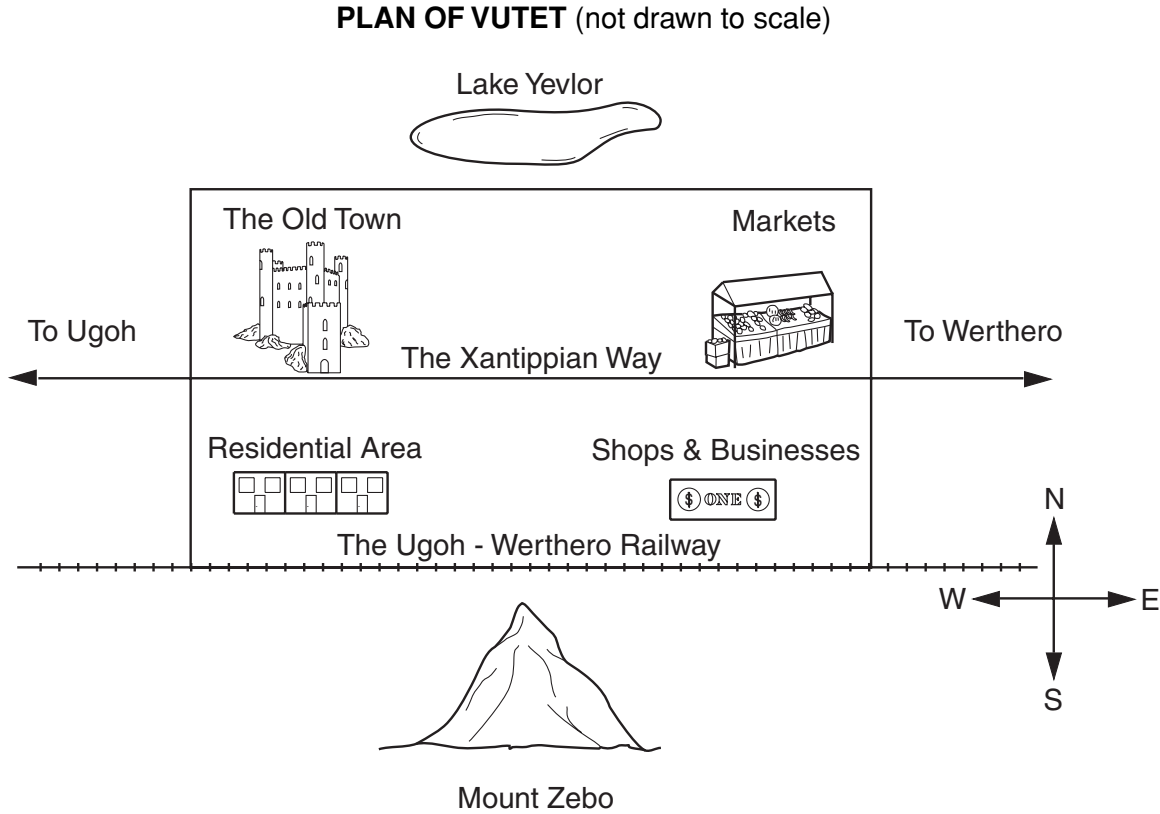 PLAN OF VUTET (not drawn to scale)
Lake Yevlor
The Old Town
Markets
To Ugoh
The Xantippian Way
To Werthero
Residential Area
Shops & Businesses
$ ONE $
The Ugoh - Werthero Railway
N
W
E
S
Mount Zebo